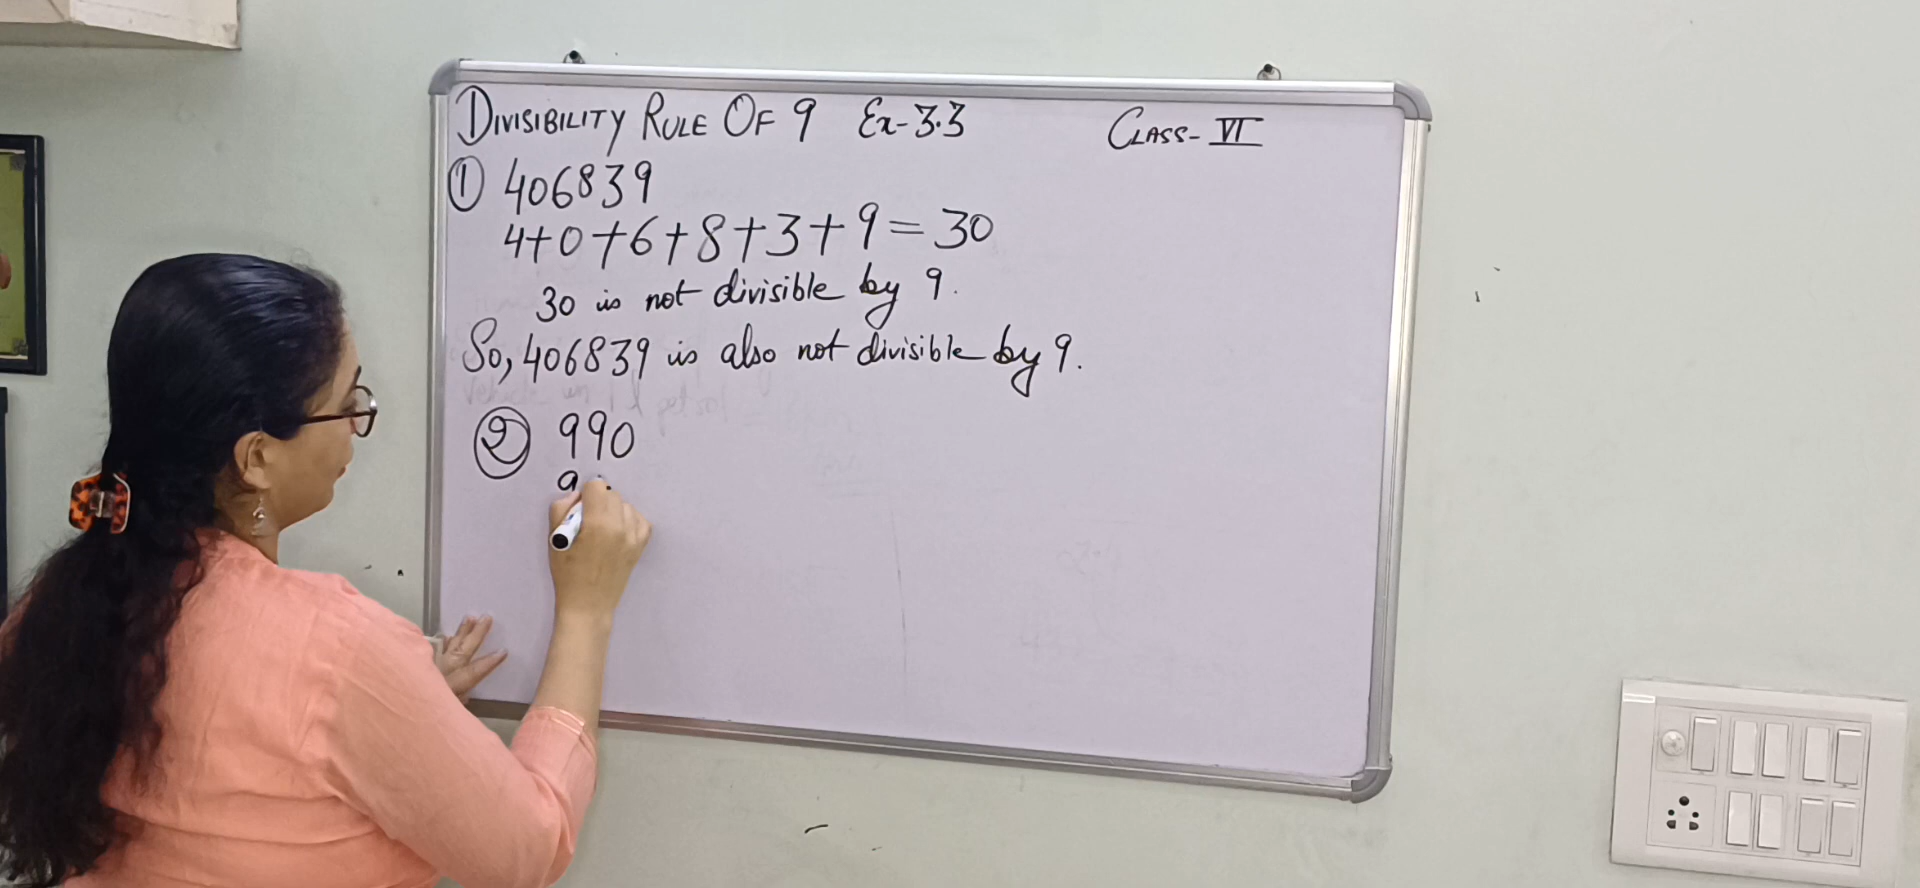 DIVISIBILITY RULE OF 9 Ex-3.3 CLASS-VI
① 406839
4+0+6+8+3+9=30
30 is not divisible by 9.
So, 406839 is also not divisible by 9.
② 990
9